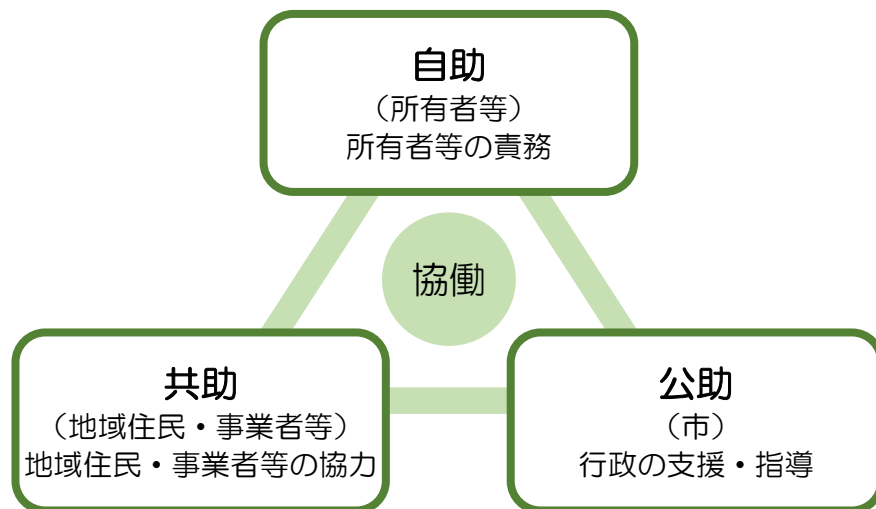 自助
（所有者等）
所有者等の責務
協働
共助
（地域住民・事業者等）
地域住民・事業者等の協力
公助
（市）
行政の支援・指導